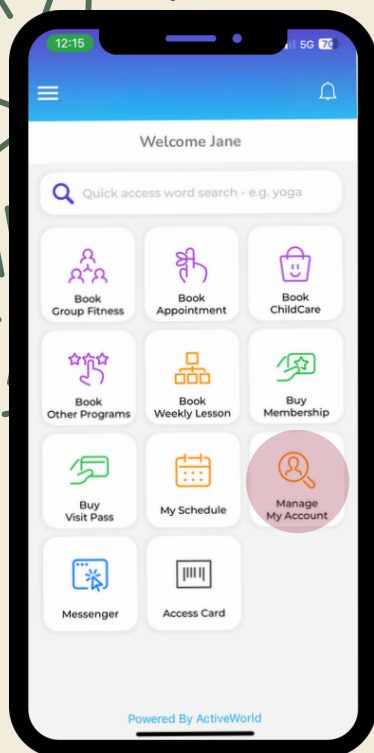 12:15
5G 70
Welcome Jane
Quick access word search - e.g. yoga
Book
Group Fitness
Book
Appointment
Book
ChildCare
Book
Other Programs
Book
Weekly Lesson
Buy
Membership
Buy
Visit Pass
My Schedule
Manage
My Account
Messenger
Access Card
Powered By ActiveWorld